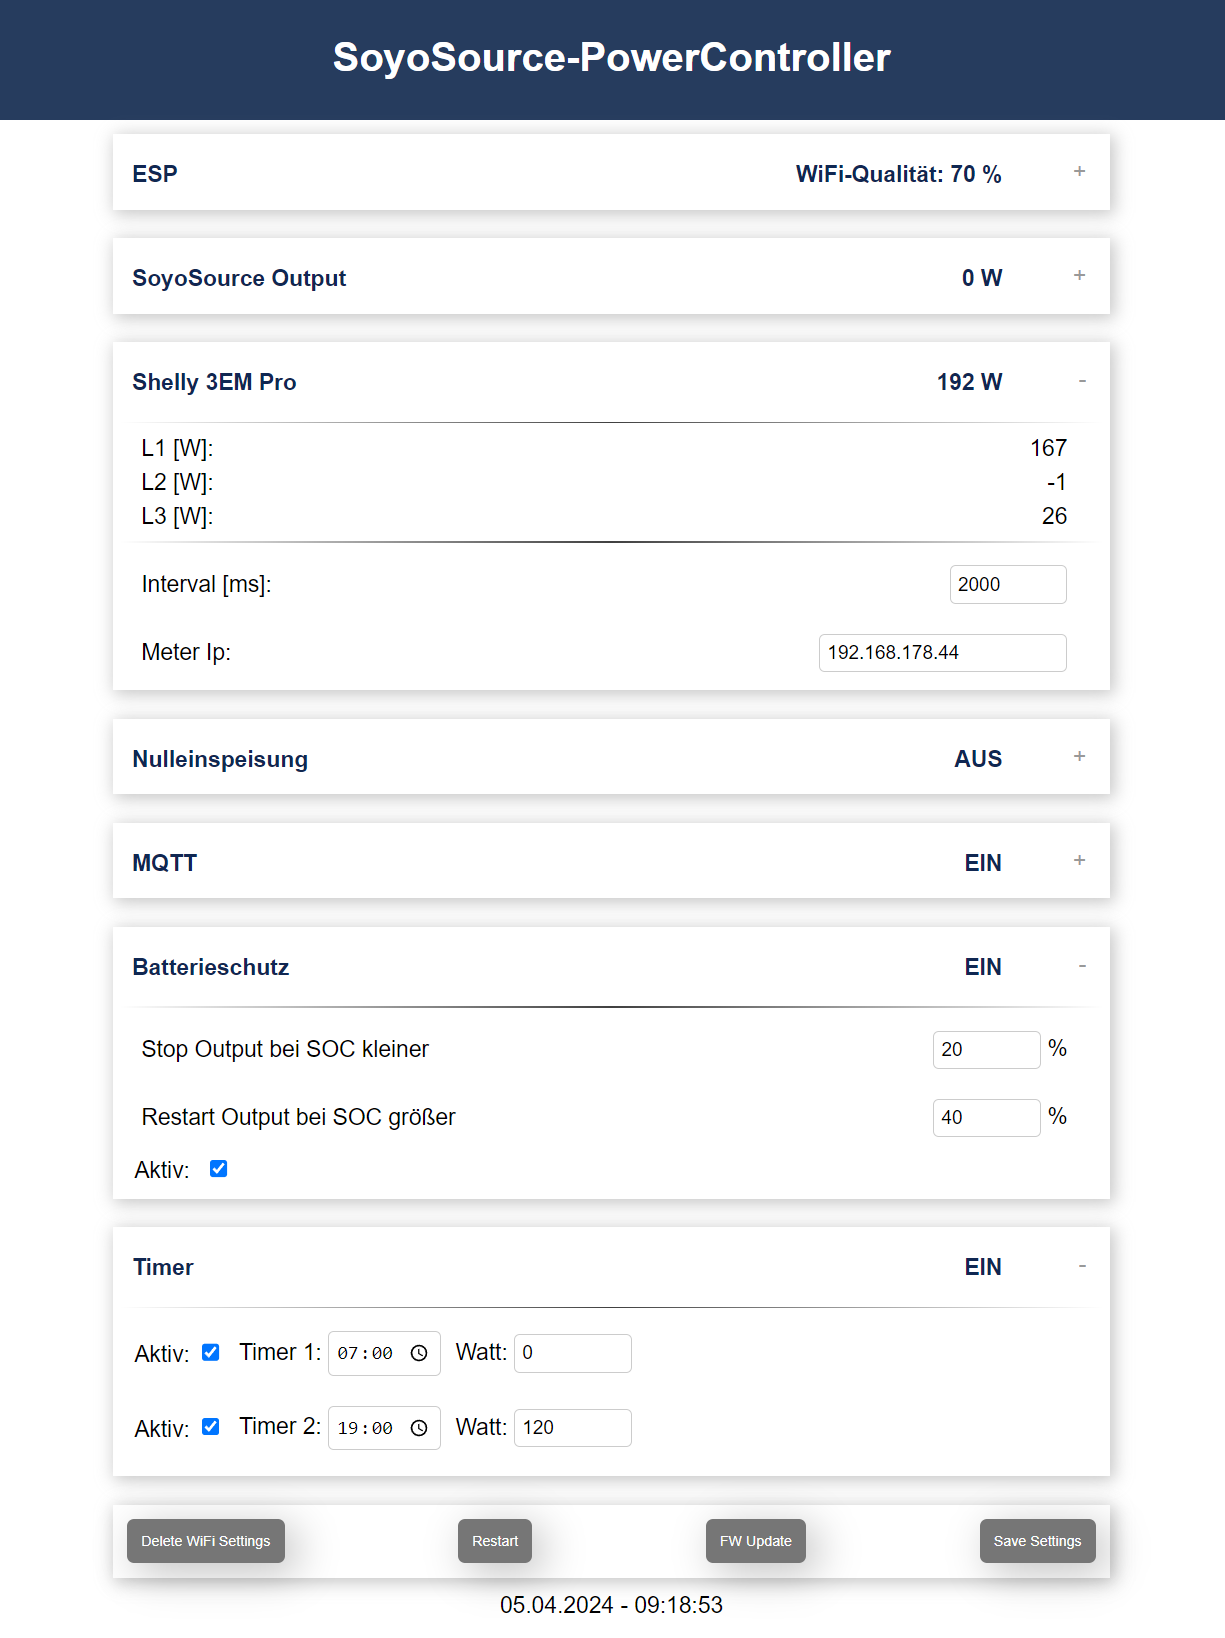 SoyoSource-PowerController
ESP WiFi-Qualität: 70 % +
SoyoSource Output 0 W +
Shelly 3EM Pro 192 W -
L1 [W]: 167
L2 [W]: -1
L3 [W]: 26
Interval [ms]: 2000
Meter Ip: 192.168.178.44
Nulleinspeisung AUS +
MQTT EIN +
Batterieschutz EIN -
Stop Output bei SOC kleiner 20 %
Restart Output bei SOC größer 40 %
Aktiv:
Timer EIN -
Aktiv: Timer 1: 07:00 Watt: 0
Aktiv: Timer 2: 19:00 Watt: 120
Delete WiFi Settings Restart FW Update Save Settings
05.04.2024 - 09:18:53